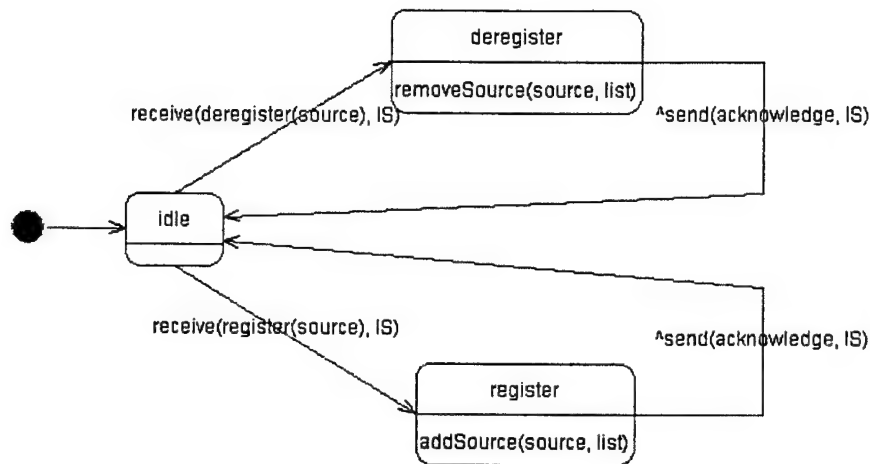 deregister
removeSource(source, list)
receive(deregister(source), IS)
^send(acknowledge, IS)
idle
receive(register(source), IS)
^send(acknowledge, IS)
register
addSource(source, list)